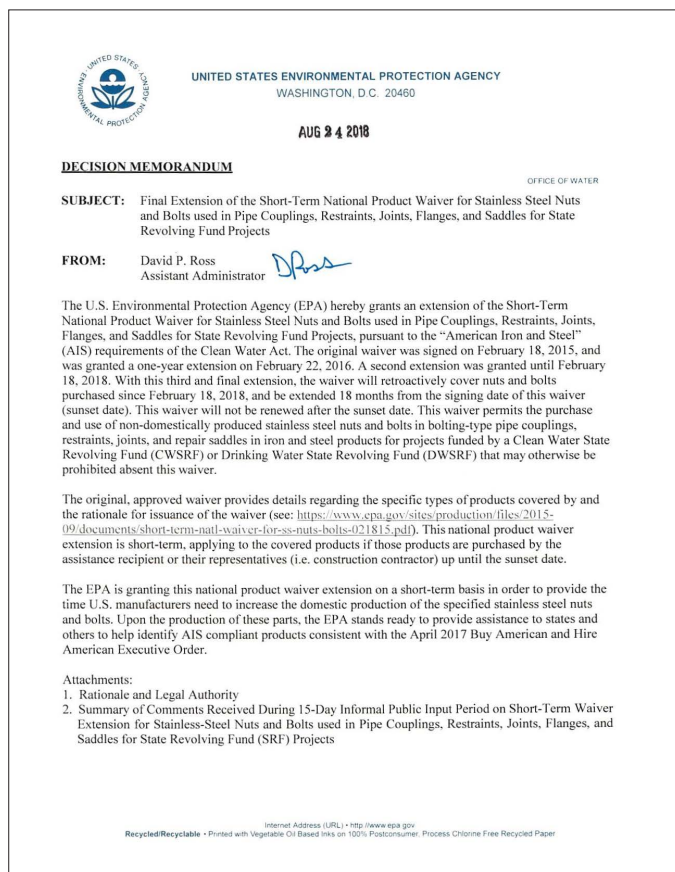 UNITED STATES
ENVIRONMENTAL PROTECTION AGENCY
UNITED STATES ENVIRONMENTAL PROTECTION AGENCY
WASHINGTON, D.C. 20460
AUG 24 2018
DECISION MEMORANDUM
OFFICE OF WATER
SUBJECT: Final Extension of the Short-Term National Product Waiver for Stainless Steel Nuts
and Bolts used in Pipe Couplings, Restraints, Joints, Flanges, and Saddles for State
Revolving Fund Projects
FROM: David P. Ross
Assistant Administrator DRoss
The U.S. Environmental Protection Agency (EPA) hereby grants an extension of the Short-Term
National Product Waiver for Stainless Steel Nuts and Bolts used in Pipe Couplings, Restraints, Joints,
Flanges, and Saddles for State Revolving Fund Projects, pursuant to the “American Iron and Steel”
(AIS) requirements of the Clean Water Act. The original waiver was signed on February 18, 2015, and
was granted a one-year extension on February 22, 2016. A second extension was granted until February
18, 2018. With this third and final extension, the waiver will retroactively cover nuts and bolts
purchased since February 18, 2018, and be extended 18 months from the signing date of this waiver
(sunset date). This waiver will not be renewed after the sunset date. This waiver permits the purchase
and use of non-domestically produced stainless steel nuts and bolts in bolting-type pipe couplings,
restraints, joints, and repair saddles in iron and steel products for projects funded by a Clean Water State
Revolving Fund (CWSRF) or Drinking Water State Revolving Fund (DWSRF) that may otherwise be
prohibited absent this waiver.
The original, approved waiver provides details regarding the specific types of products covered by and
the rationale for issuance of the waiver (see: https://www.epa.gov/sites/production/files/2015-
09/documents/short-term-natl-waiver-for-ss-nuts-bolts-021815.pdf). This national product waiver
extension is short-term, applying to the covered products if those products are purchased by the
assistance recipient or their representatives (i.e. construction contractor) up until the sunset date.
The EPA is granting this national product waiver extension on a short-term basis in order to provide the
time U.S. manufacturers need to increase the domestic production of the specified stainless steel nuts
and bolts. Upon the production of these parts, the EPA stands ready to provide assistance to states and
others to help identify AIS compliant products consistent with the April 2017 Buy American and Hire
American Executive Order.
Attachments:
1. Rationale and Legal Authority
2. Summary of Comments Received During 15-Day Informal Public Input Period on Short-Term Waiver
Extension for Stainless-Steel Nuts and Bolts used in Pipe Couplings, Restraints, Joints, Flanges, and
Saddles for State Revolving Fund (SRF) Projects
Internet Address (URL) • http://www.epa.gov
Recycled/Recyclable • Printed with Vegetable Oil Based Inks on 100% Postconsumer, Process Chlorine Free Recycled Paper